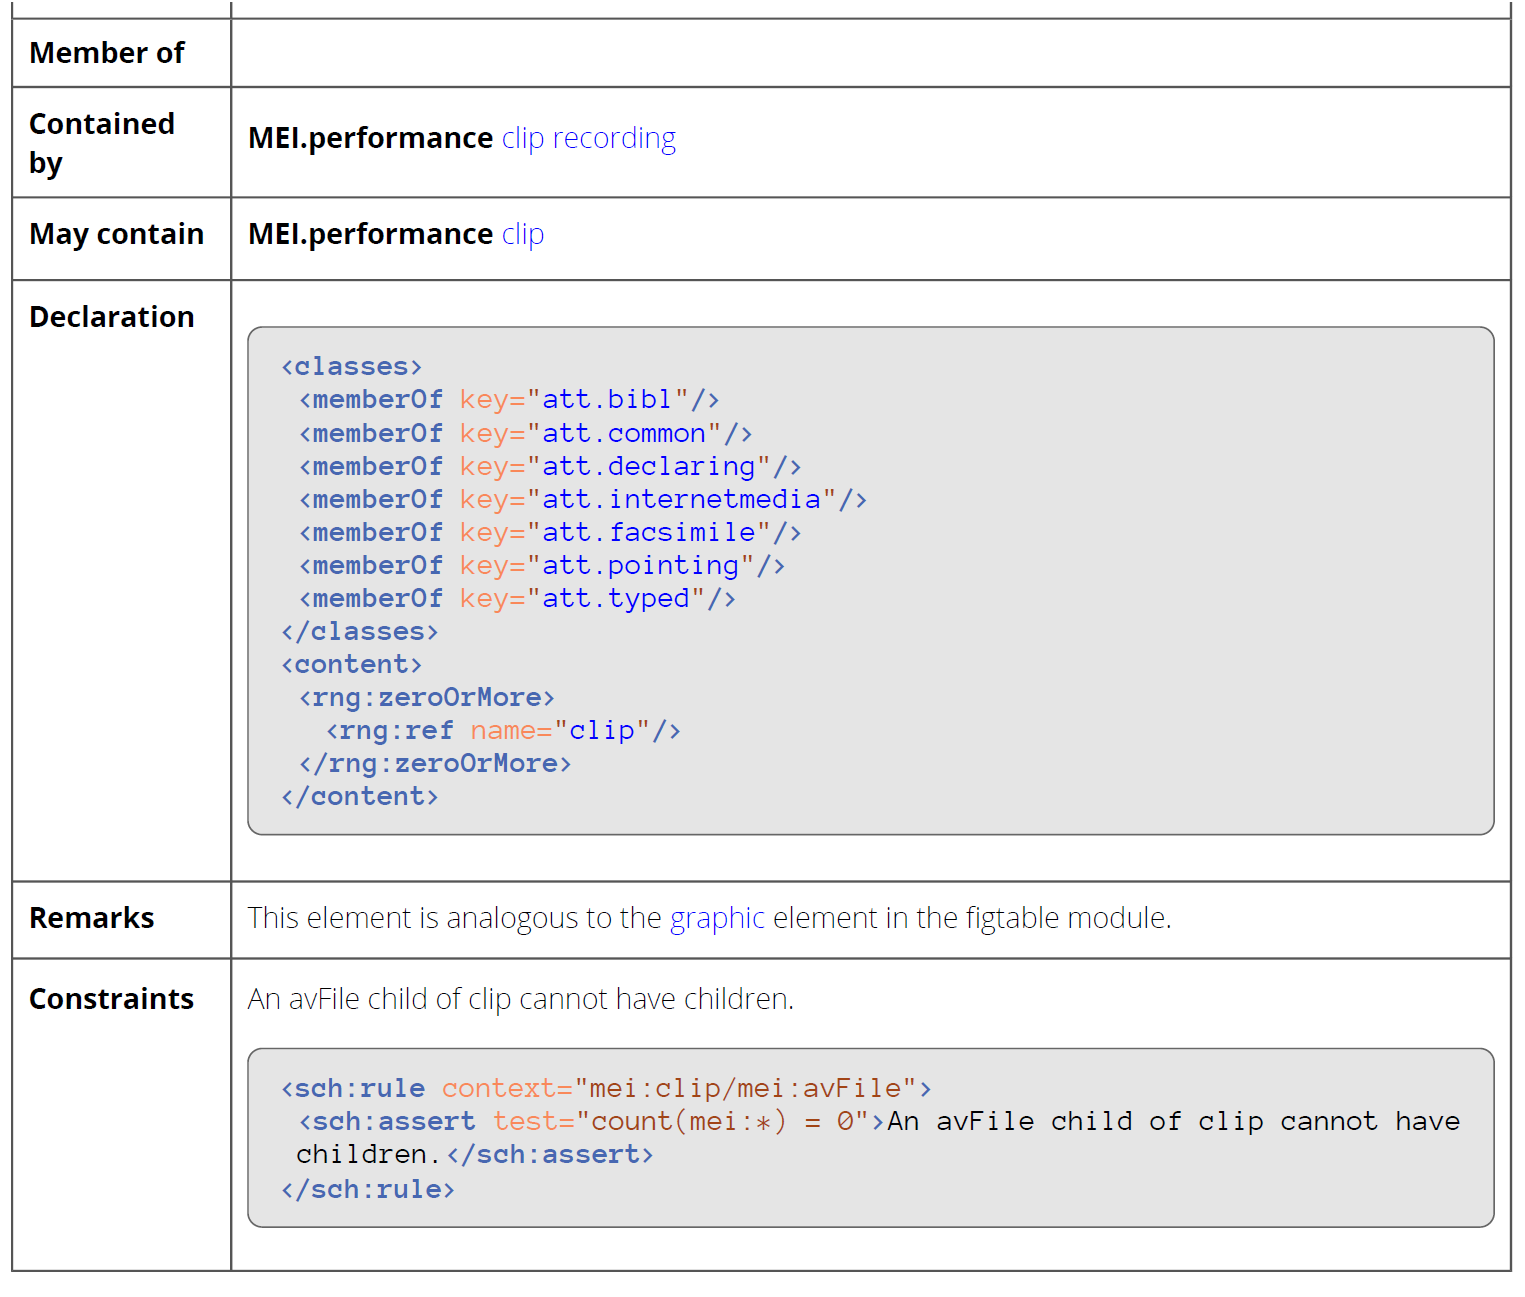 Member of
Contained
by
MEI.performance clip recording
May contain
MEI.performance clip
Declaration
<classes>
<memberOf key="att.bibl"/>
<memberOf key="att.common"/>
<memberOf key="att.declaring"/>
<memberOf key="att.internetmedia"/>
<memberOf key="att.facsimile"/>
<memberOf key="att.pointing"/>
<memberOf key="att.typed"/>
</classes>
<content>
<rng:zeroOrMore>
<rng:ref name="clip"/>
</rng:zeroOrMore>
</content>
Remarks
This element is analogous to the graphic element in the figtable module.
Constraints
An avFile child of clip cannot have children.
<sch:rule context="mei:clip/mei:avFile">
<sch:assert test="count(mei:*) = 0">An avFile child of clip cannot have
children.</sch:assert>
</sch:rule>